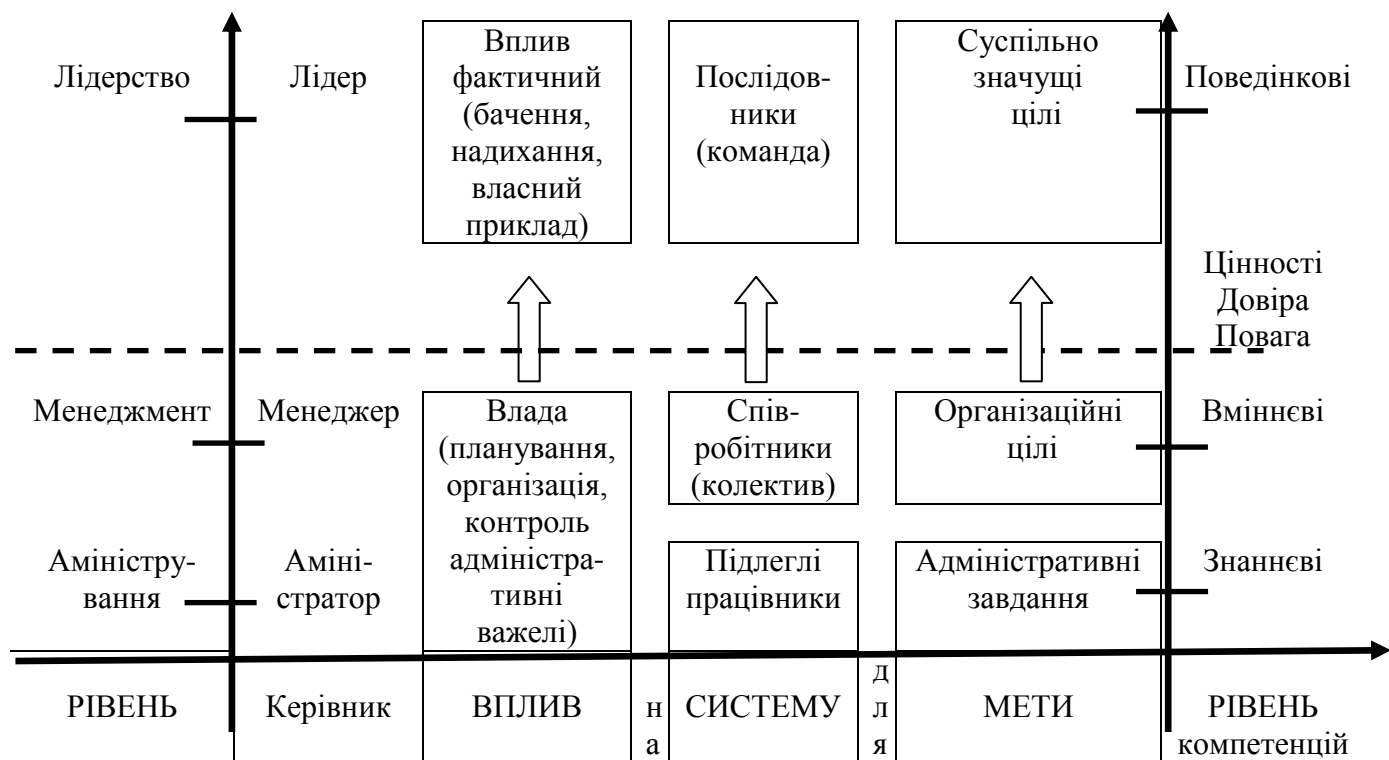 Лідерство
Лідер
Вплив
фактичний
(бачення,
надихання,
власний
приклад)
Послідов-
ники
(команда)
Суспільно
значущі
цілі
Поведінкові
Цінності
Довіра
Повага
Менеджмент
Менеджер
Влада
(планування,
організація,
контроль
адміністра-
тивні
важелі)
Спів-
робітники
(колектив)
Організаційні
цілі
Вміннєві
Аміністру-
вання
Аміні-
стратор
Підлеглі
працівники
Адміністративні
завдання
Знаннєві
РІВЕНЬ
Керівник
ВПЛИВ
на
СИСТЕМУ
для
МЕТИ
РІВЕНЬ
компетенцій